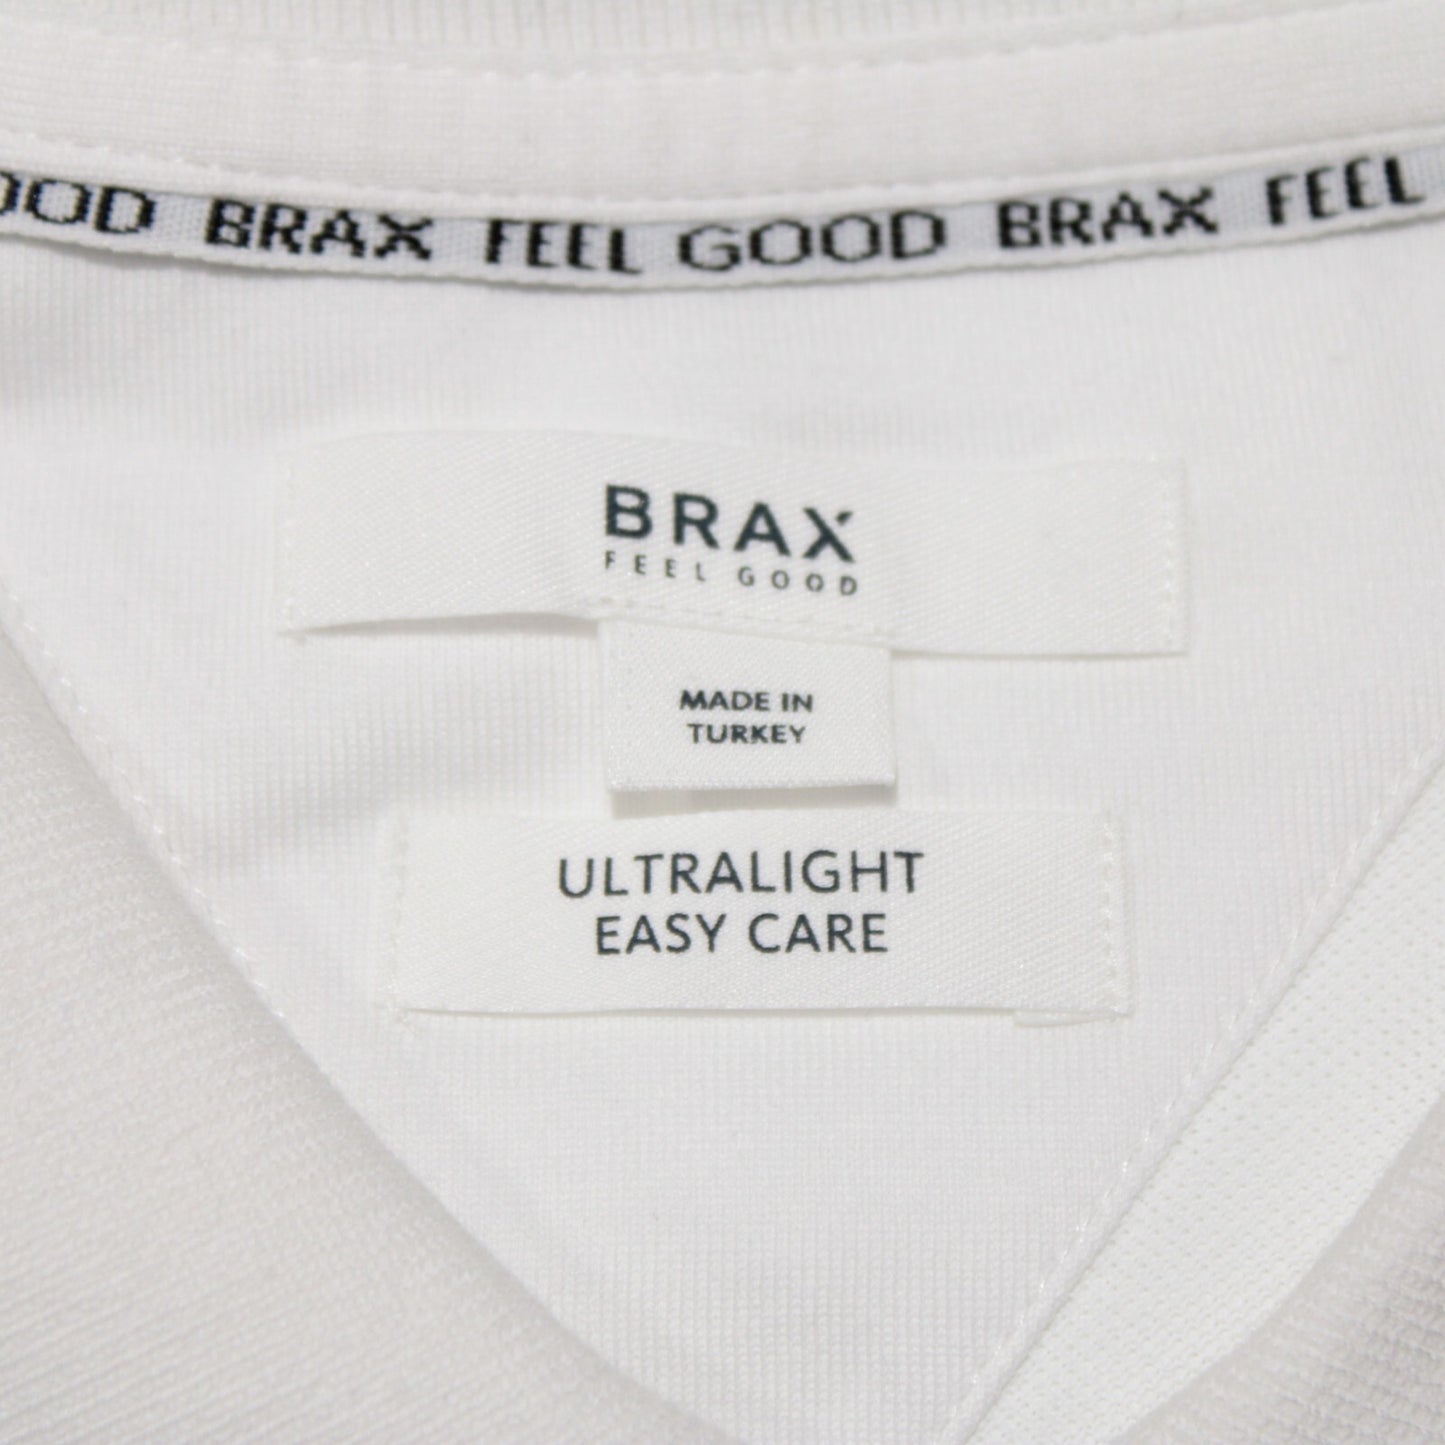 OOD BRAX FEEL GOOD BRAX FEEL
BRAX
FEEL GOOD
MADE IN
TURKEY
ULTRALIGHT
EASY CARE